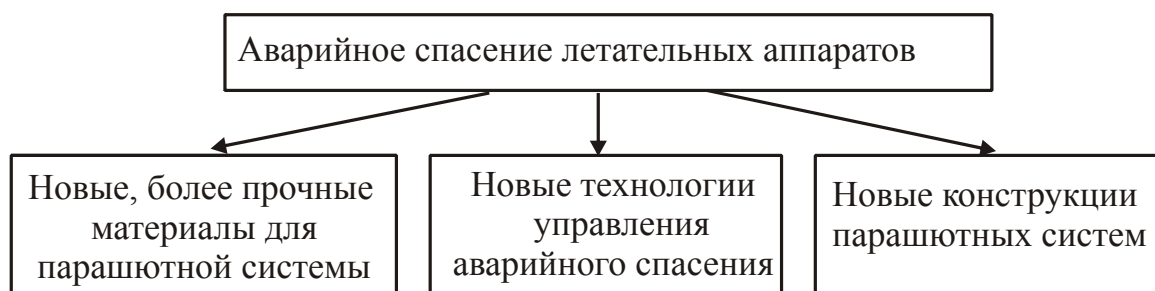 Аварийное спасение летательных аппаратов
Новые, более прочные
материалы для
парашютной системы
Новые технологии
управления
аварийного спасения
Новые конструкции
парашютных систем